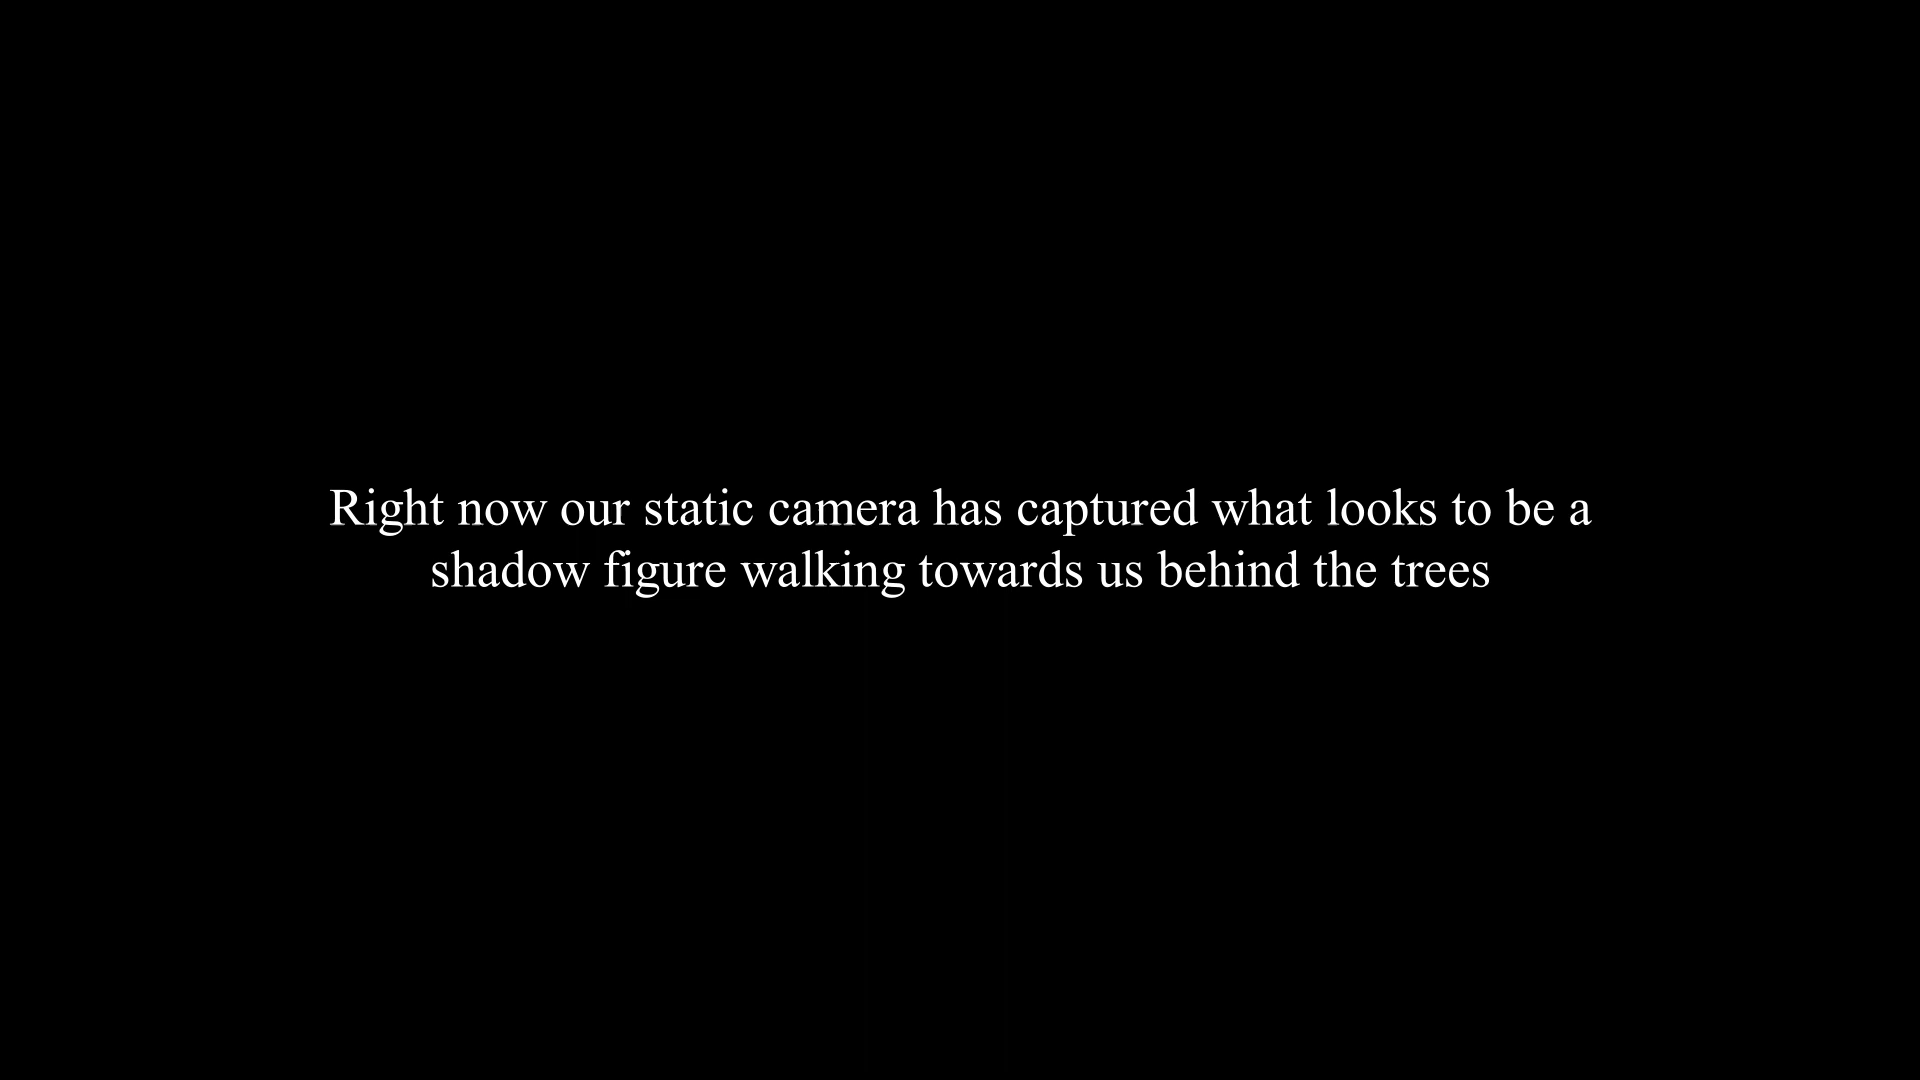 Right now our static camera has captured what looks to be a
shadow figure walking towards us behind the trees